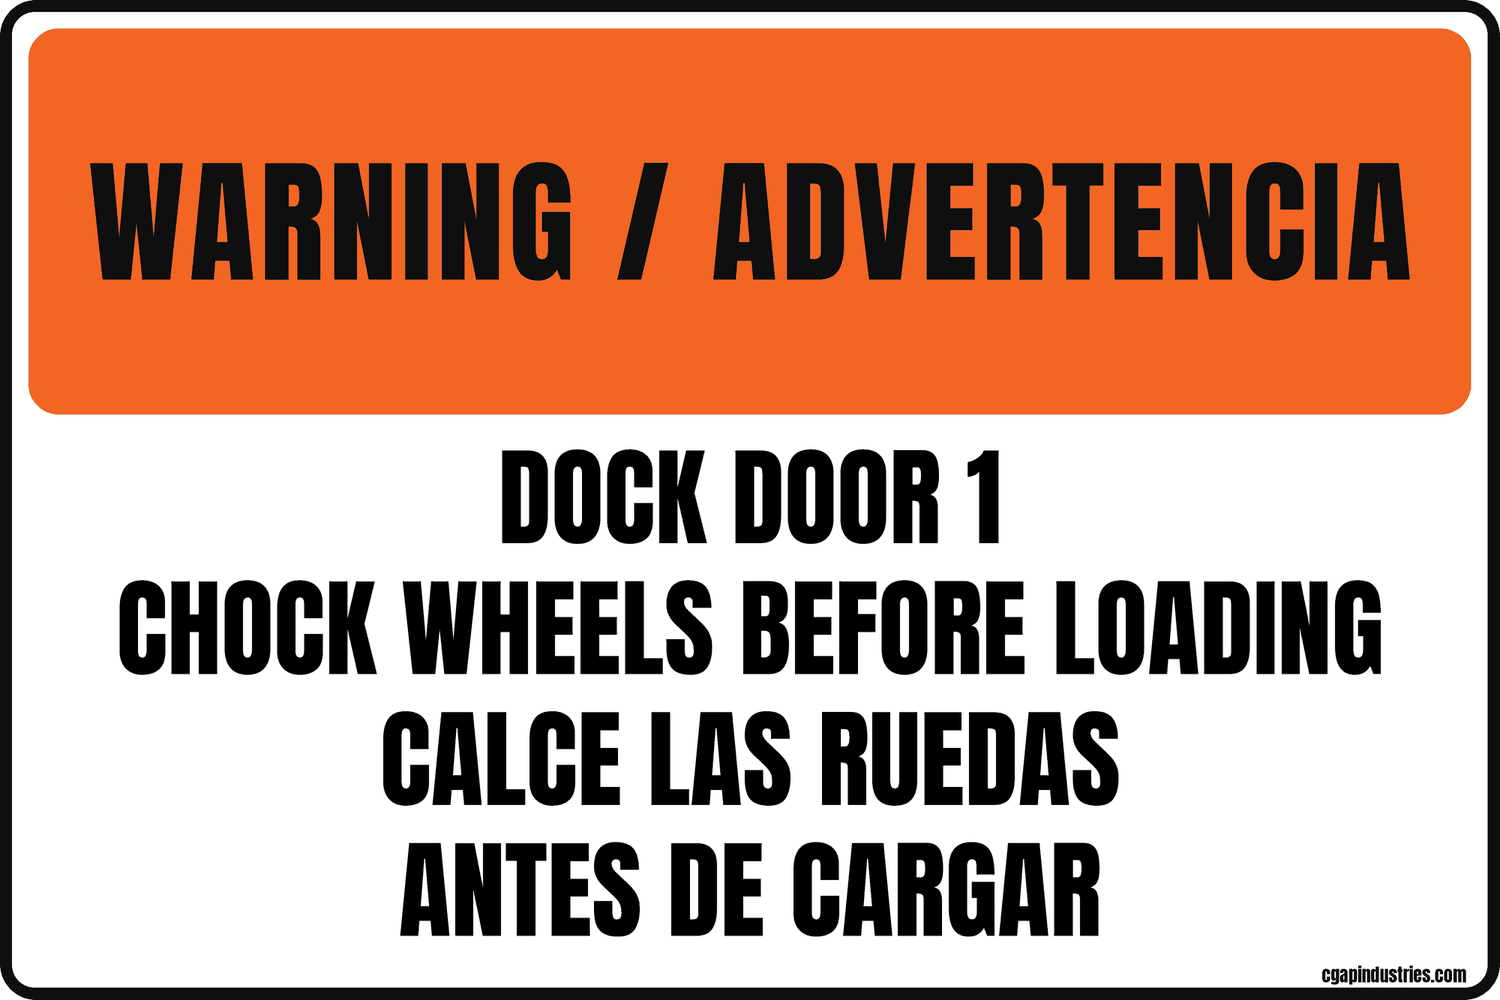 WARNING / ADVERTENCIA
DOCK DOOR 1
CHOCK WHEELS BEFORE LOADING
CALCE LAS RUEDAS
ANTES DE CARGAR
cgapindustries.com